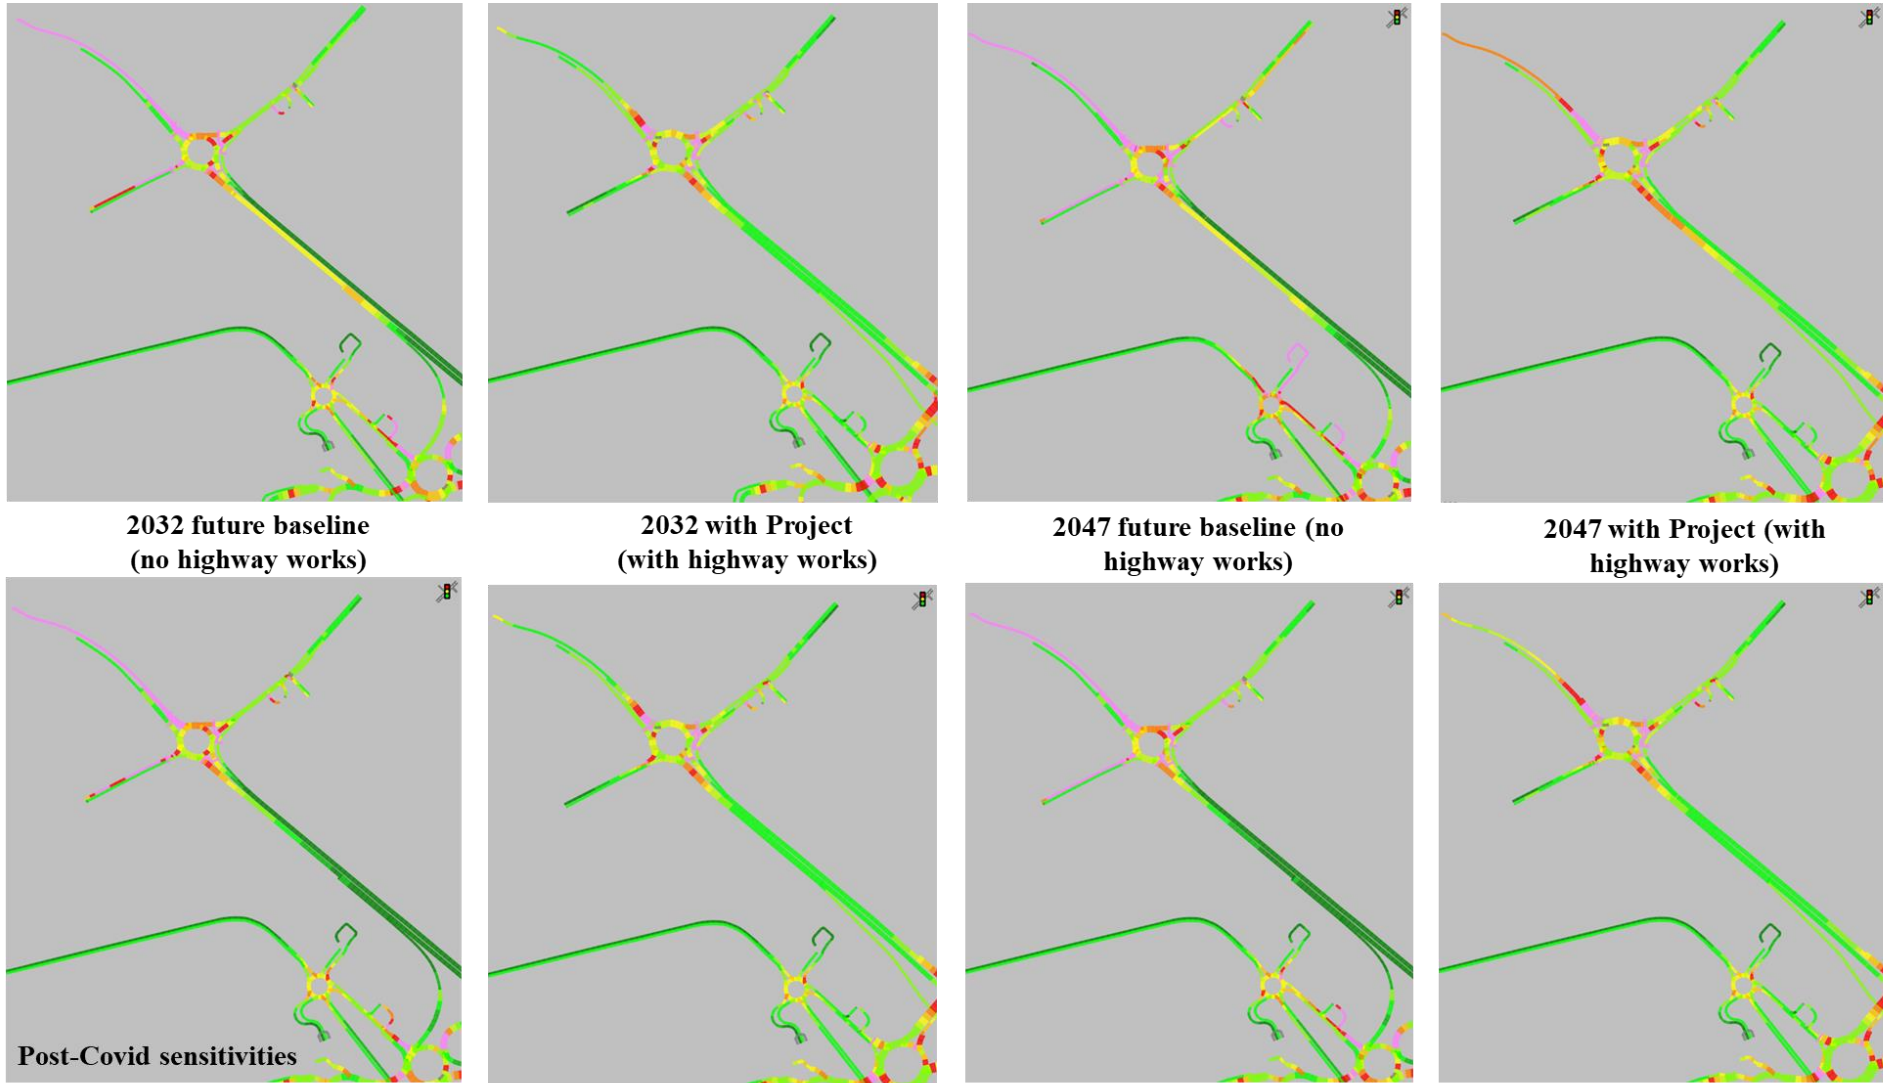 2032 future baseline
(no highway works)
2032 with Project
(with highway works)
2047 future baseline (no
highway works)
2047 with Project (with
highway works)
Post-Covid sensitivities